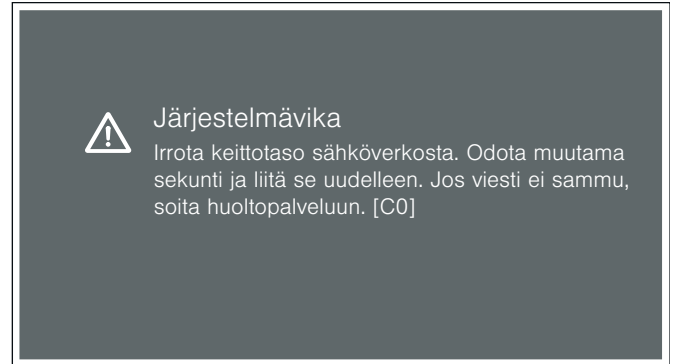 Järjestelmävika
Irrota keittotaso sähköverkosta. Odota muutama
sekunti ja liitä se uudelleen. Jos viesti ei sammu,
soita huoltopalveluun. [C0]